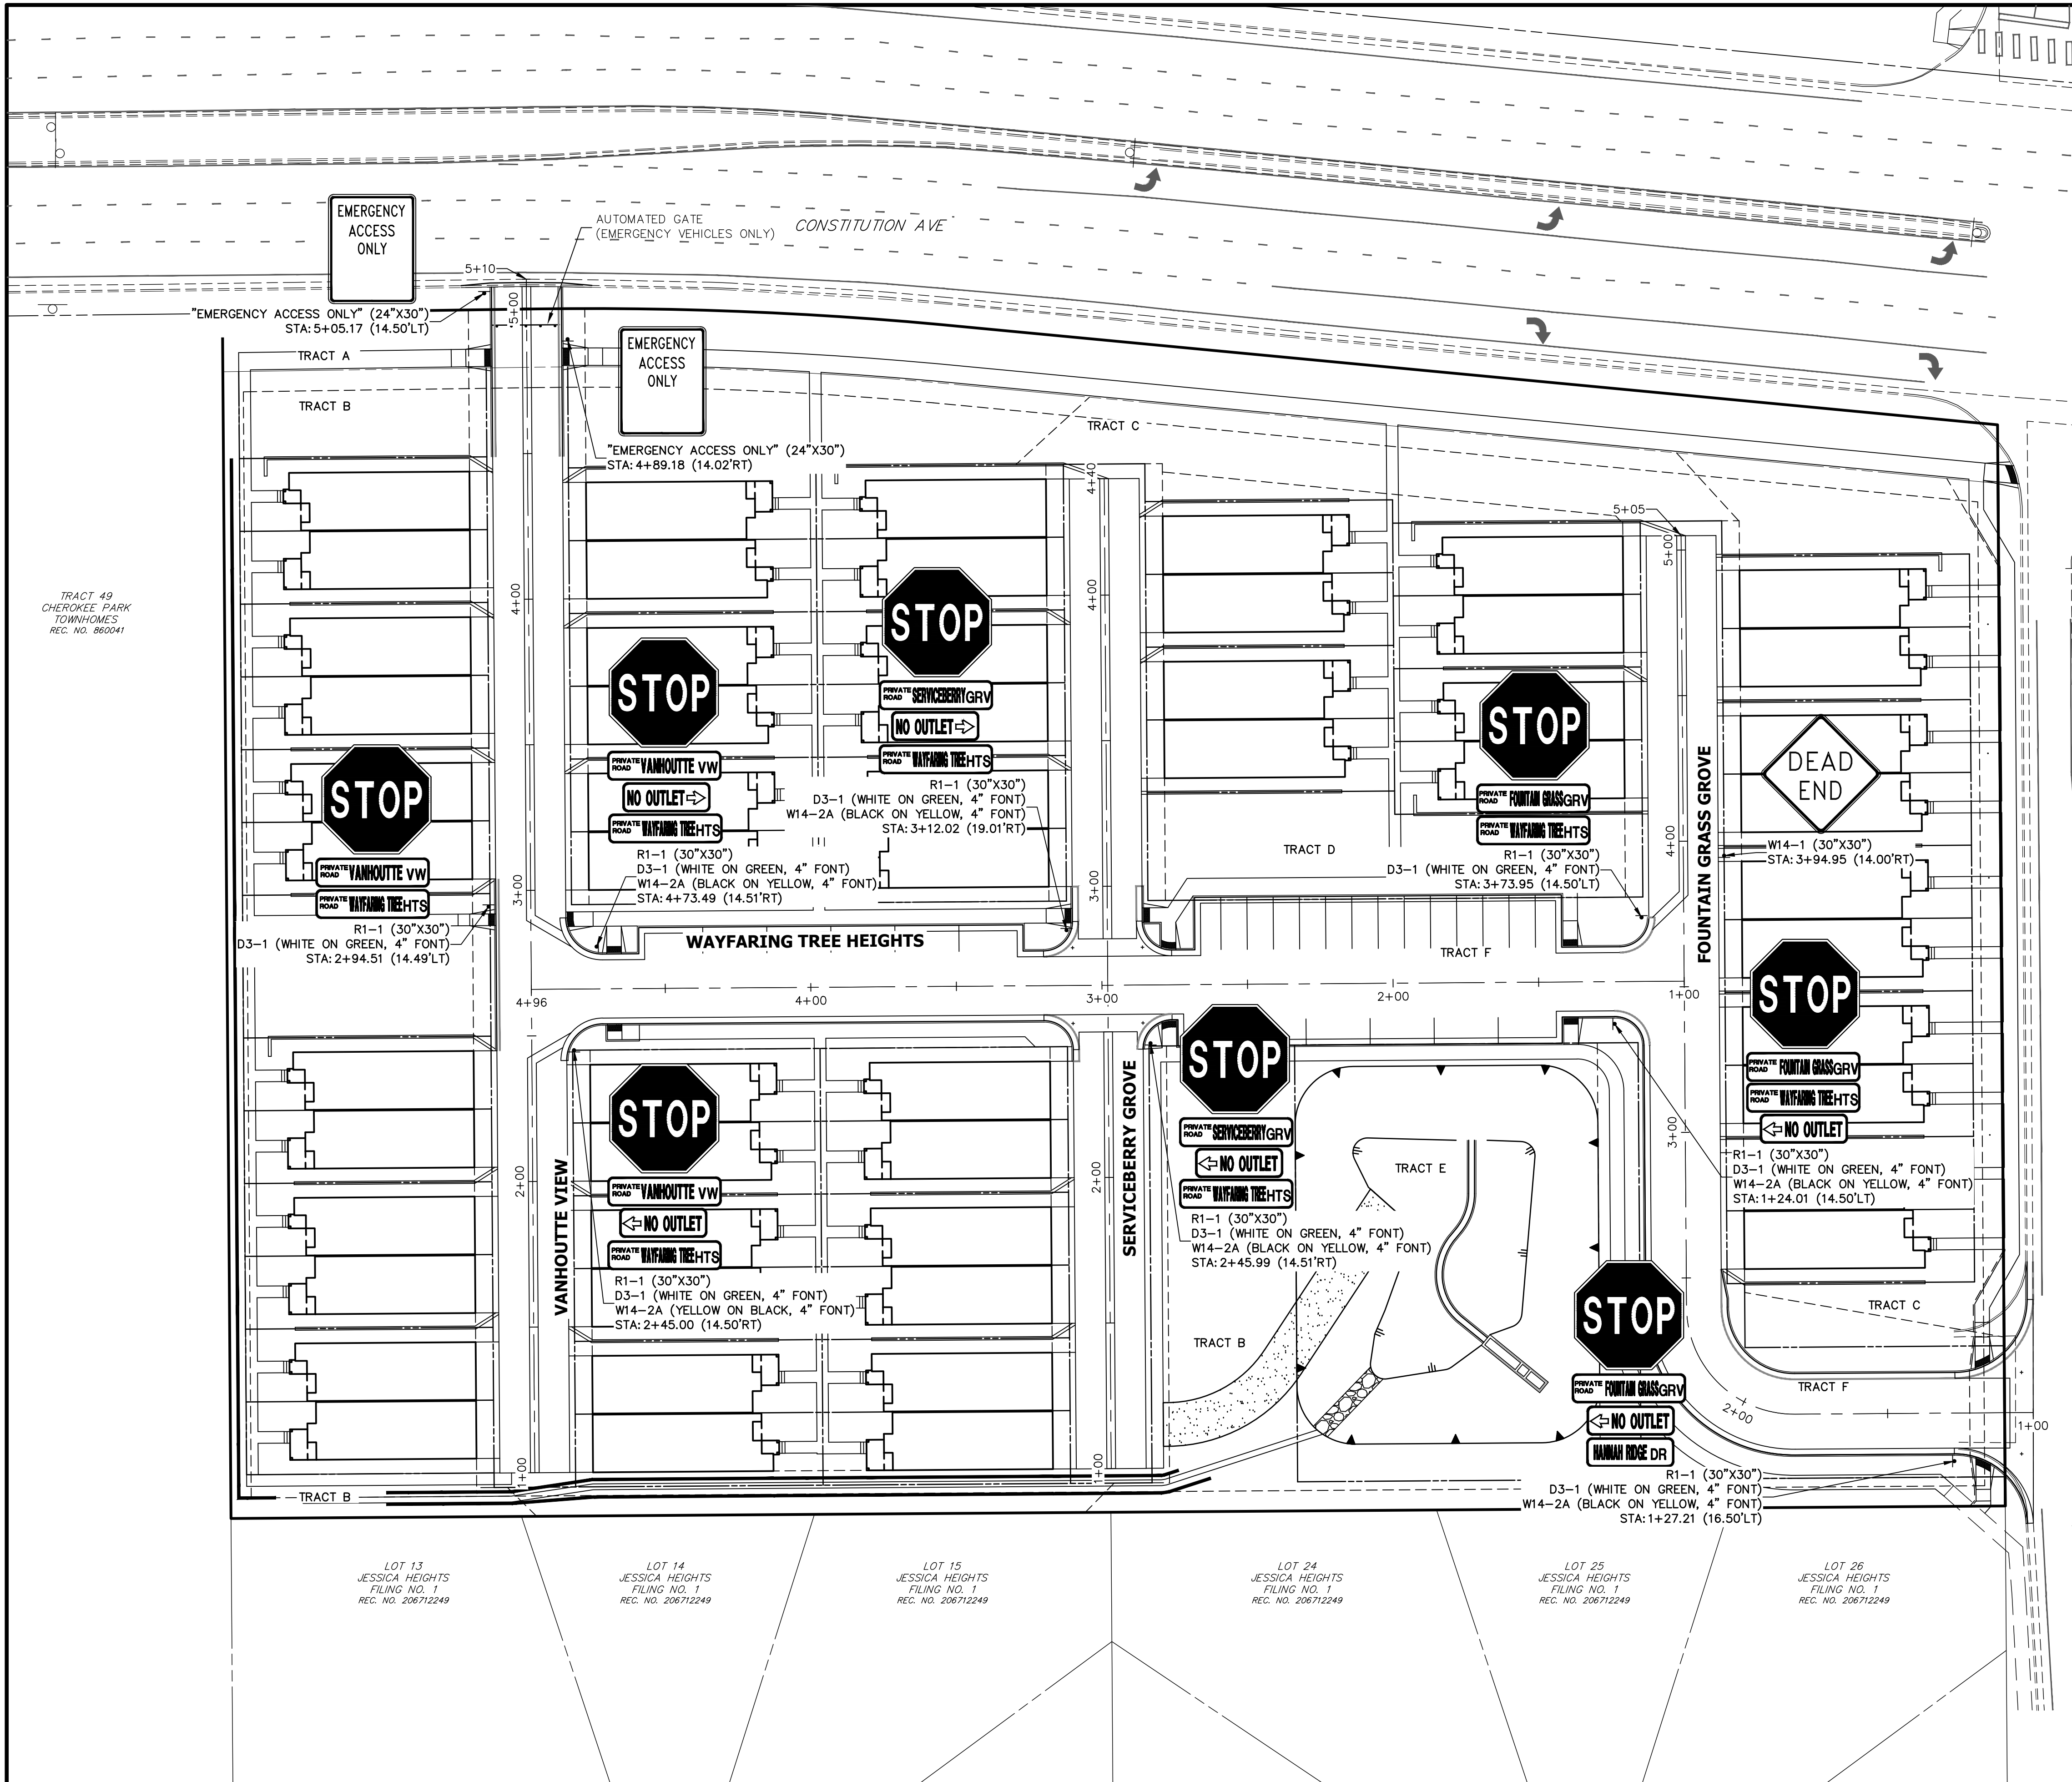 EMERGENCY
ACCESS
ONLY
AUTOMATED GATE
(EMERGENCY VEHICLES ONLY)
CONSTITUTION AVE
5+10
5+00
"EMERGENCY ACCESS ONLY" (24"X30")
STA: 5+05.17 (14.50'LT)
EMERGENCY
ACCESS
ONLY
TRACT A
TRACT B
"EMERGENCY ACCESS ONLY" (24"X30")
STA: 4+89.18 (14.02'RT)
TRACT C
4+40
5+05
5+00
TRACT 49
CHEROKEE PARK
TOWNHOMES
REC. NO. 860041
4+00
4+00
STOP
PRIVATE
ROAD SERVICEBERRY GRV
NO OUTLET
PRIVATE
ROAD WAYFARING TREE HTS
R1-1 (30"X30")
D3-1 (WHITE ON GREEN, 4" FONT)
W14-2A (BLACK ON YELLOW, 4" FONT)
STA: 3+12.02 (19.01'RT)
STOP
PRIVATE
ROAD VANHOUTTE VW
NO OUTLET
PRIVATE
ROAD WAYFARING TREE HTS
R1-1 (30"X30")
D3-1 (WHITE ON GREEN, 4" FONT)
W14-2A (BLACK ON YELLOW, 4" FONT)
STA: 4+73.49 (14.51'RT)
STOP
PRIVATE
ROAD FOUNTAIN GRASS GRV
PRIVATE
ROAD WAYFARING TREE HTS
R1-1 (30"X30")
D3-1 (WHITE ON GREEN, 4" FONT)
STA: 3+73.95 (14.50'LT)
DEAD
END
W14-1 (30"X30")
STA: 3+94.95 (14.00'RT)
STOP
PRIVATE
ROAD VANHOUTTE VW
PRIVATE
ROAD WAYFARING TREE HTS
R1-1 (30"X30")
D3-1 (WHITE ON GREEN, 4" FONT)
STA: 2+94.51 (14.49'LT)
3+00
3+00
4+00
TRACT D
FOUNTAIN GRASS GROVE
WAYFARING TREE HEIGHTS
TRACT F
4+96
4+00
3+00
2+00
1+00
STOP
PRIVATE
ROAD FOUNTAIN GRASS GRV
PRIVATE
ROAD WAYFARING TREE HTS
NO OUTLET
R1-1 (30"X30")
D3-1 (WHITE ON GREEN, 4" FONT)
W14-2A (BLACK ON YELLOW, 4" FONT)
STA: 1+24.01 (14.50'LT)
STOP
PRIVATE
ROAD SERVICEBERRY GRV
NO OUTLET
PRIVATE
ROAD WAYFARING TREE HTS
R1-1 (30"X30")
D3-1 (WHITE ON GREEN, 4" FONT)
W14-2A (BLACK ON YELLOW, 4" FONT)
STA: 2+45.99 (14.51'RT)
STOP
PRIVATE
ROAD VANHOUTTE VW
NO OUTLET
PRIVATE
ROAD WAYFARING TREE HTS
R1-1 (30"X30")
D3-1 (WHITE ON GREEN, 4" FONT)
W14-2A (YELLOW ON BLACK, 4" FONT)
STA: 2+45.00 (14.50'RT)
2+00
VANHOUTTE VIEW
2+00
SERVICEBERRY GROVE
3+00
TRACT E
TRACT B
TRACT C
TRACT F
STOP
PRIVATE
ROAD FOUNTAIN GRASS GRV
NO OUTLET
HANNAH RIDGE DR
R1-1 (30"X30")
D3-1 (WHITE ON GREEN, 4" FONT)
W14-2A (BLACK ON YELLOW, 4" FONT)
STA: 1+27.21 (16.50'LT)
2+00
1+00
1+00
1+00
TRACT B
LOT 13
JESSICA HEIGHTS
FILING NO. 1
REC. NO. 206712249
LOT 14
JESSICA HEIGHTS
FILING NO. 1
REC. NO. 206712249
LOT 15
JESSICA HEIGHTS
FILING NO. 1
REC. NO. 206712249
LOT 24
JESSICA HEIGHTS
FILING NO. 1
REC. NO. 206712249
LOT 25
JESSICA HEIGHTS
FILING NO. 1
REC. NO. 206712249
LOT 26
JESSICA HEIGHTS
FILING NO. 1
REC. NO. 206712249